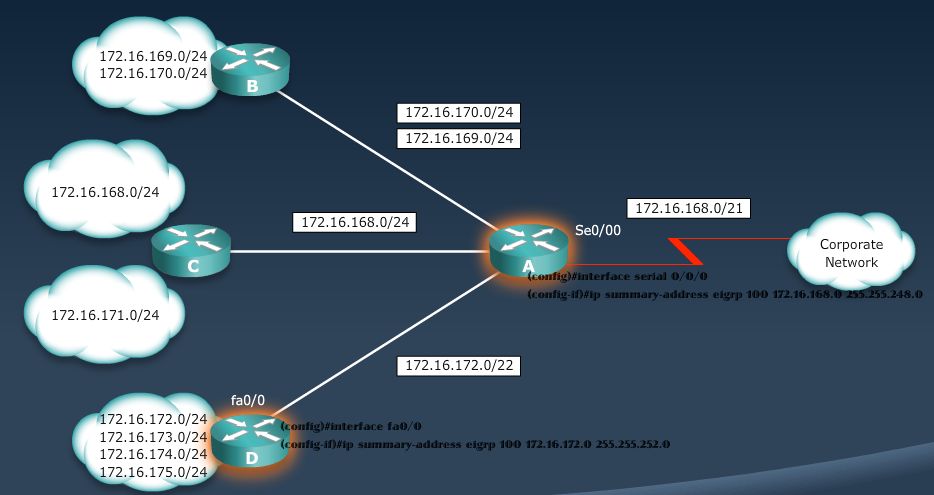 172.16.169.0/24
172.16.170.0/24
B
172.16.170.0/24
172.16.169.0/24
172.16.168.0/24
172.16.168.0/24
172.16.168.0/21
Se0/00
C
A
Corporate
Network
(config)#interface serial 0/0/0
(config-if)#ip summary-address eigrp 100 172.16.168.0 255.255.248.0
172.16.171.0/24
172.16.172.0/22
fa0/0
172.16.172.0/24
172.16.173.0/24
172.16.174.0/24
172.16.175.0/24
D
(config)#interface fa0/0
(config-if)#ip summary-address eigrp 100 172.16.172.0 255.255.252.0